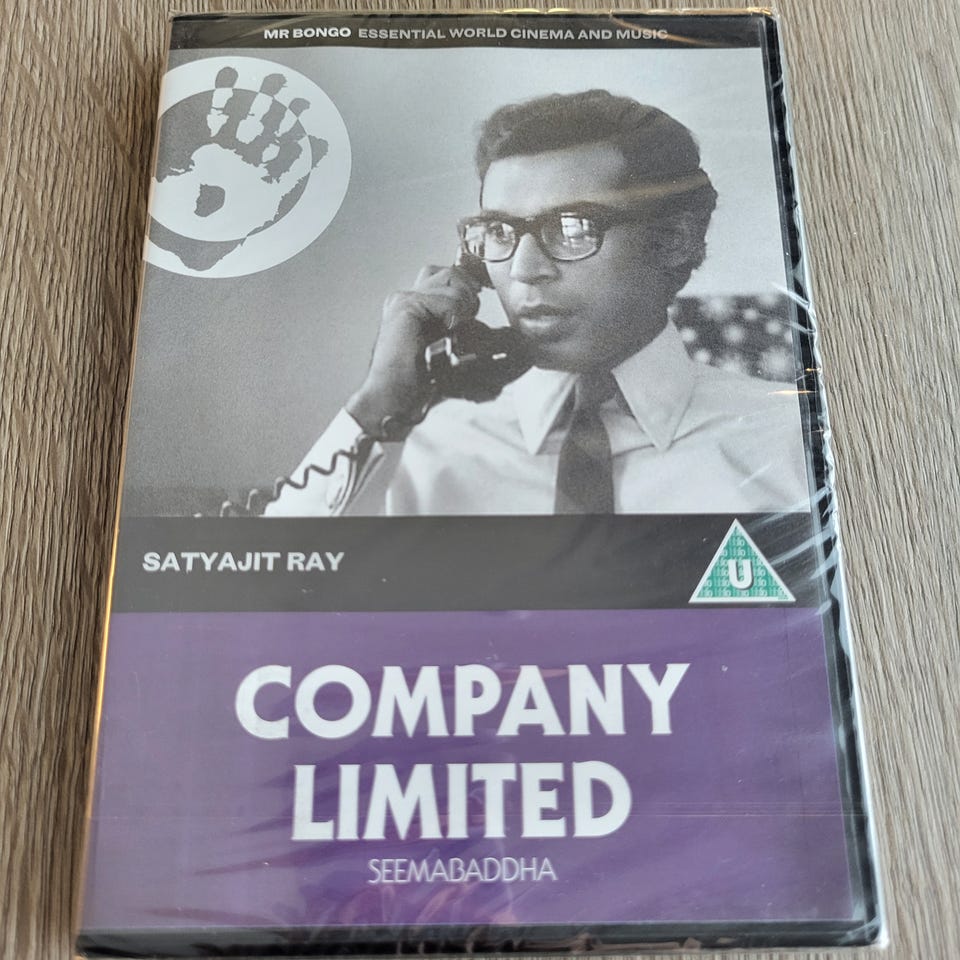 MR BONGO ESSENTIAL WORLD CINEMA AND MUSIC
SATYAJIT RAY
U
COMPANY
LIMITED
SEEMABADDHA